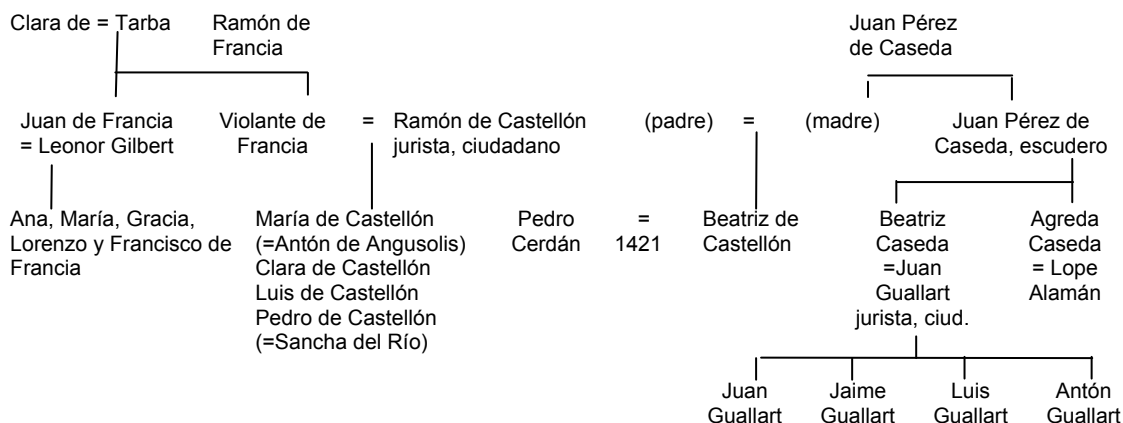 Clara de = Tarba
Ramón de
Francia
Juan Pérez
de Caseda
Juan de Francia
= Leonor Gilbert
Violante de
Francia
=
Ramón de Castellón
jurista, ciudadano
(padre) =
(madre)
Juan Pérez de
Caseda, escudero
Ana, María, Gracia,
Lorenzo y Francisco de
Francia
María de Castellón
(=Antón de Angusolis)
Clara de Castellón
Luis de Castellón
Pedro de Castellón
(=Sancha del Río)
Pedro
Cerdán
=
1421
Beatriz de
Castellón
Beatriz
Caseda
=Juan
Guallart
jurista, ciud.
Agreda
Caseda
= Lope
Alamán
Juan
Guallart
Jaime
Guallart
Luis
Guallart
Antón
Guallart